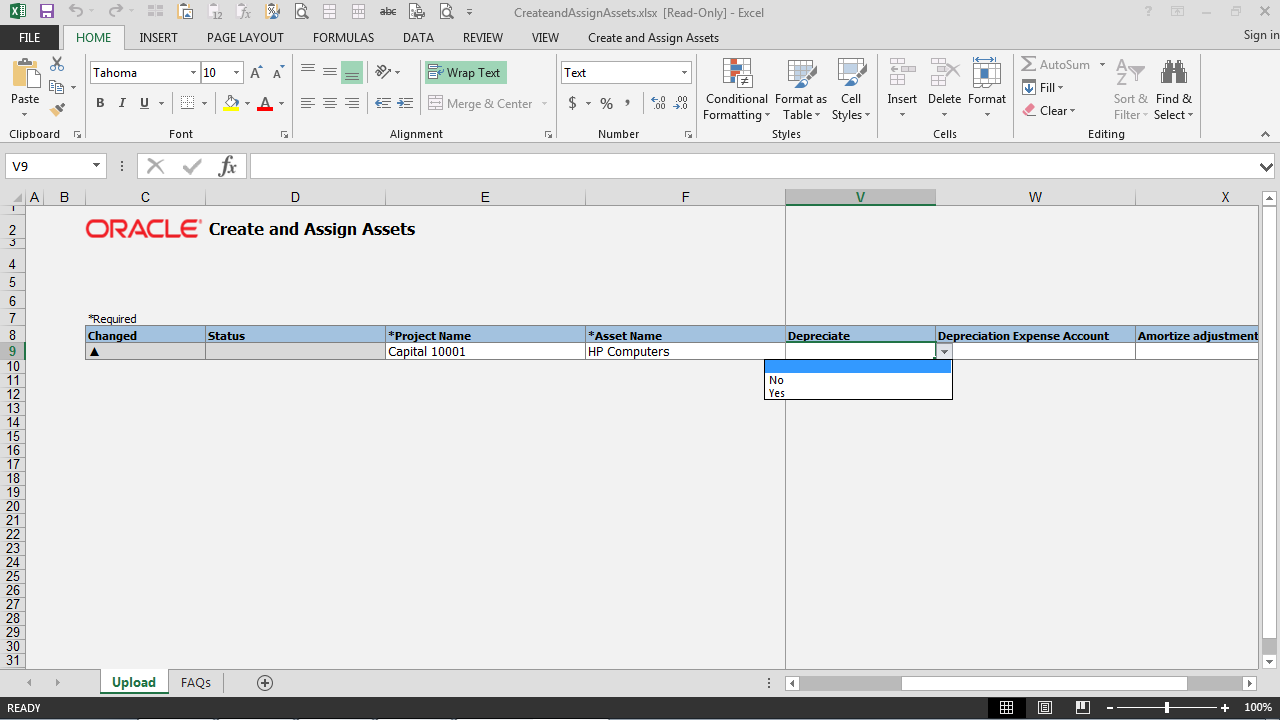 CreateandAssignAssets.xlsx [Read-Only] - Excel
FILE HOME INSERT PAGE LAYOUT FORMULAS DATA REVIEW VIEW Create and Assign Assets Sign in
Tahoma 10 Wrap Text Text AutoSum
Paste Conditional Formatting Format as Table Cell Styles Insert Delete Format Fill Sort & Filter Find & Select
B I U A Merge & Center $ % , Clear
Clipboard Font Alignment Number Styles Cells Editing
V9 fx
A B C D E F V W X
1
2 ORACLE Create and Assign Assets
3
4
5
6
7 *Required
8 Changed Status *Project Name *Asset Name Depreciate Depreciation Expense Account Amortize adjustment
9 ▲ Capital 10001 HP Computers
10
No
11
Yes
12
13
14
15
16
17
18
19
20
21
22
23
24
25
26
27
28
29
30
31
Upload FAQs
READY 100%